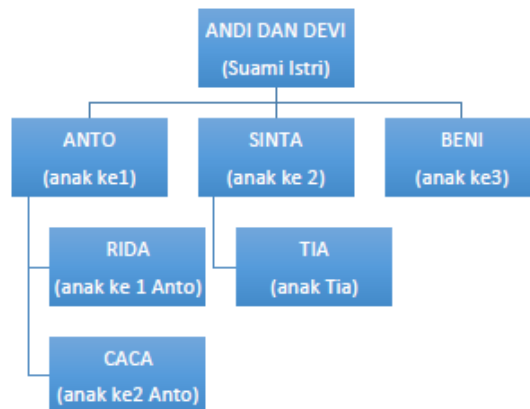 ANDI DAN DEVI
(Suami Istri)
ANTO
(anak ke1)
SINTA
(anak ke 2)
BENI
(anak ke3)
RIDA
(anak ke 1 Anto)
TIA
(anak Tia)
CACA
(anak ke2 Anto)